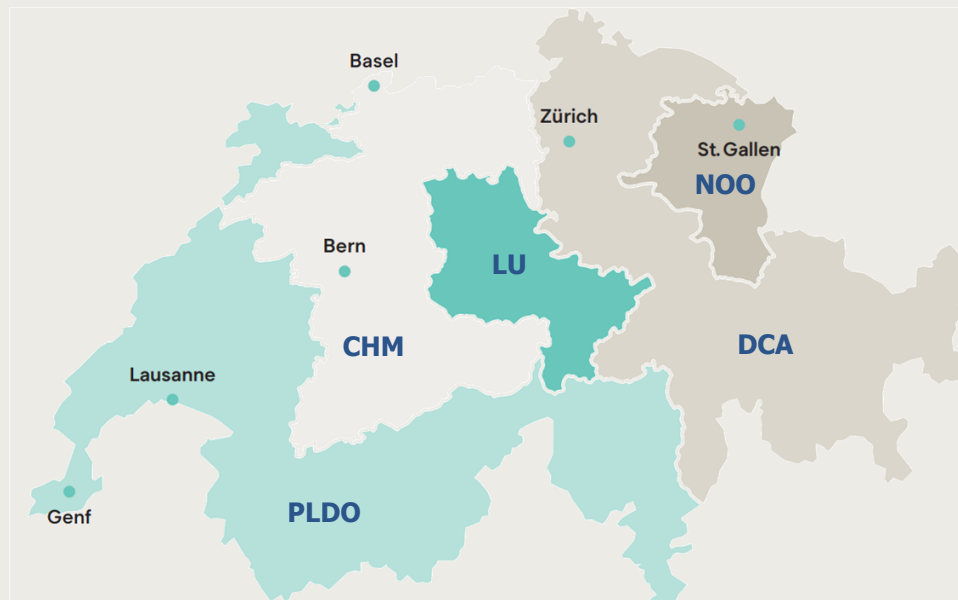 Basel
Zürich
St. Gallen
NOO
Bern
LU
CHM
DCA
Lausanne
Genf
PLDO